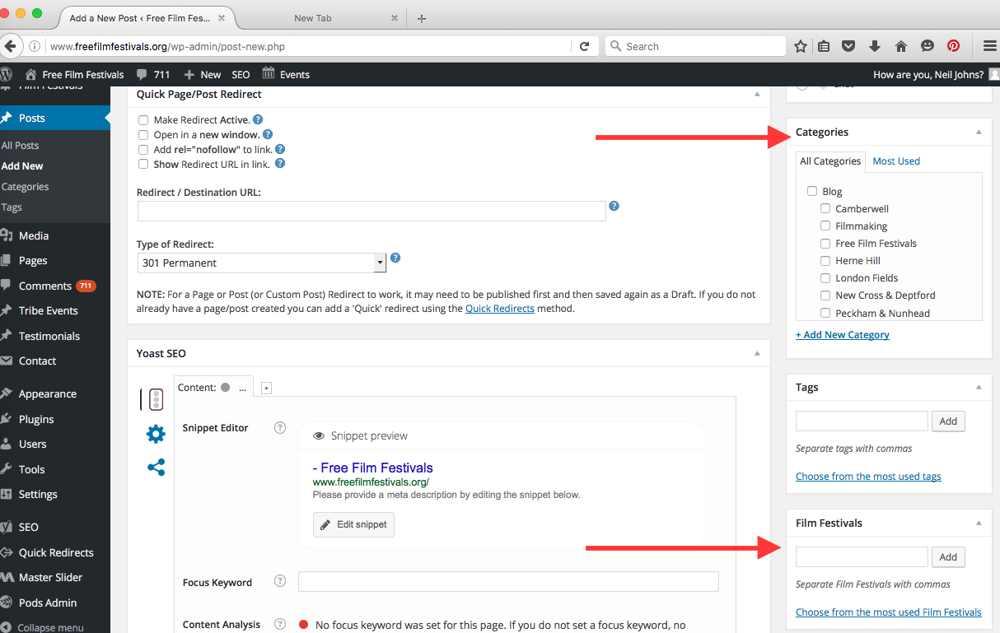 Add a New Post ‹ Free Film Fes...
New Tab
www.freefilmfestivals.org/wp-admin/post-new.php
Search
Free Film Festivals
711
New
SEO
Events
How are you, Neil Johns?
Film Festivals
Posts
All Posts
Add New
Categories
Tags
Media
Pages
Comments 711
Tribe Events
Testimonials
Contact
Appearance
Plugins
Users
Tools
Settings
SEO
Quick Redirects
Master Slider
Pods Admin
Collapse menu
Quick Page/Post Redirect
Make Redirect Active. ?
Open in a new window. ?
Add rel="nofollow" to link. ?
Show Redirect URL in link. ?
Redirect / Destination URL:
?
Type of Redirect:
301 Permanent
?
NOTE: For a Page or Post (or Custom Post) Redirect to work, it may need to be published first and then saved again as a Draft. If you do not
already have a page/post created you can add a 'Quick' redirect using the Quick Redirects method.
Yoast SEO
Content: ... +
Snippet Editor ?
Snippet preview
- Free Film Festivals
www.freefilmfestivals.org/
Please provide a meta description by editing the snippet below.
Edit snippet
Focus Keyword ?
Content Analysis ?
No focus keyword was set for this page. If you do not set a focus keyword, no
Categories
All Categories Most Used
Blog
Camberwell
Filmmaking
Free Film Festivals
Herne Hill
London Fields
New Cross & Deptford
Peckham & Nunhead
+ Add New Category
Tags
Add
Separate tags with commas
Choose from the most used tags
Film Festivals
Add
Separate Film Festivals with commas
Choose from the most used Film Festivals